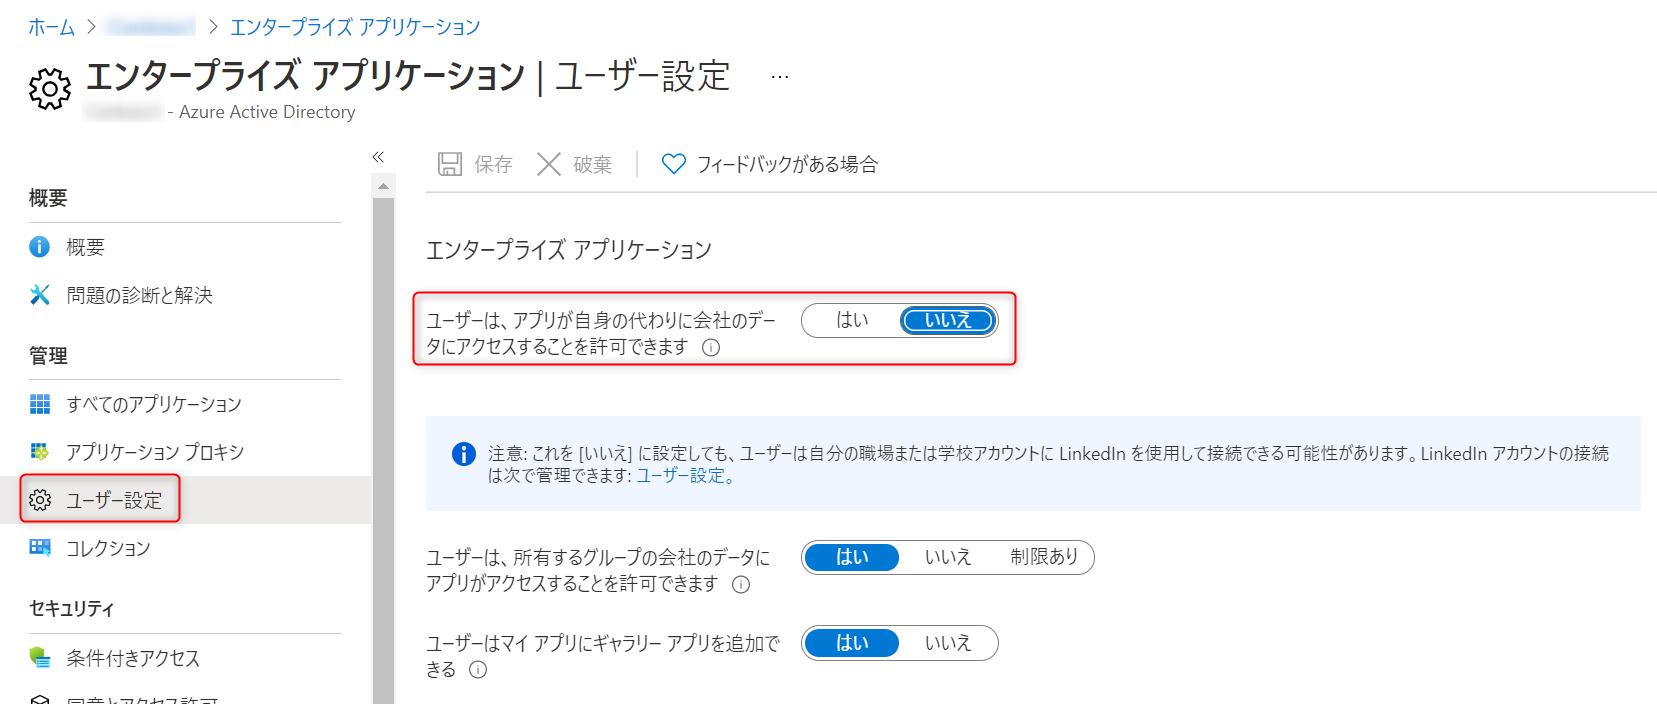 ホーム > > エンタープライズ アプリケーション
エンタープライズ アプリケーション | ユーザー設定 ...
- Azure Active Directory
«
保存 破棄 フィードバックがある場合
概要
概要
問題の診断と解決
管理
すべてのアプリケーション
アプリケーション プロキシ
ユーザー設定
コレクション
セキュリティ
条件付きアクセス
同意とアクセス許可
エンタープライズ アプリケーション
ユーザーは、アプリが自身の代わりに会社のデー
タにアクセスすることを許可できます
はい いいえ
注意: これを [いいえ] に設定しても、ユーザーは自分の職場または学校アカウントに LinkedIn を使用して接続できる可能性があります。LinkedIn アカウントの接続
は次で管理できます: ユーザー設定。
ユーザーは、所有するグループの会社のデータに
アプリがアクセスすることを許可できます
はい いいえ 制限あり
ユーザーはマイ アプリにギャラリー アプリを追加で
きる
はい いいえ